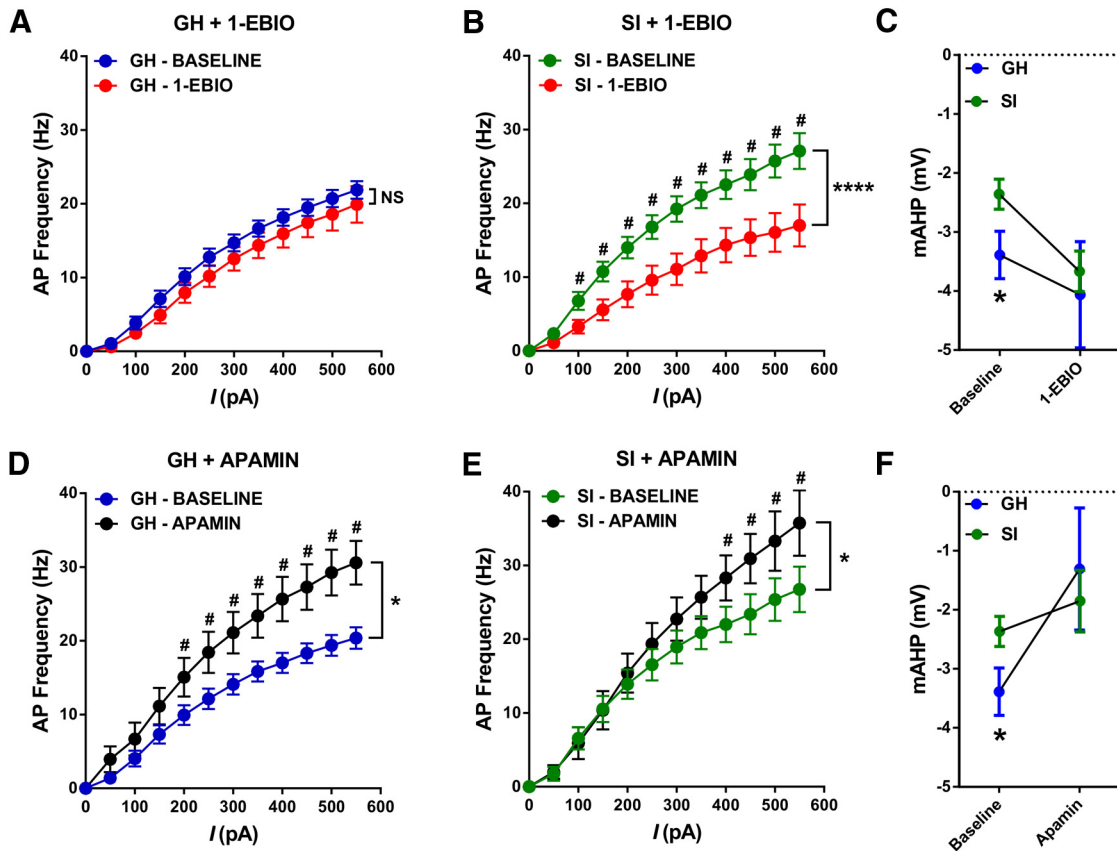 A
GH + 1-EBIO
GH - BASELINE
GH - 1-EBIO
AP Frequency (Hz)
40
30
20
10
0
NS
0 100 200 300 400 500 600
I (pA)
B
SI + 1-EBIO
SI - BASELINE
SI - 1-EBIO
AP Frequency (Hz)
40
30
20
10
0
# # # # # # # # # #
****
0 100 200 300 400 500 600
I (pA)
C
GH
SI
mAHP (mV)
0
-1
-2
-3
-4
-5
*
Baseline
1-EBIO
D
GH + APAMIN
GH - BASELINE
GH - APAMIN
AP Frequency (Hz)
40
30
20
10
0
# # # # # # # #
*
0 100 200 300 400 500 600
I (pA)
E
SI + APAMIN
SI - BASELINE
SI - APAMIN
AP Frequency (Hz)
40
30
20
10
0
# # # #
*
0 100 200 300 400 500 600
I (pA)
F
GH
SI
mAHP (mV)
0
-1
-2
-3
-4
-5
*
Baseline
Apamin